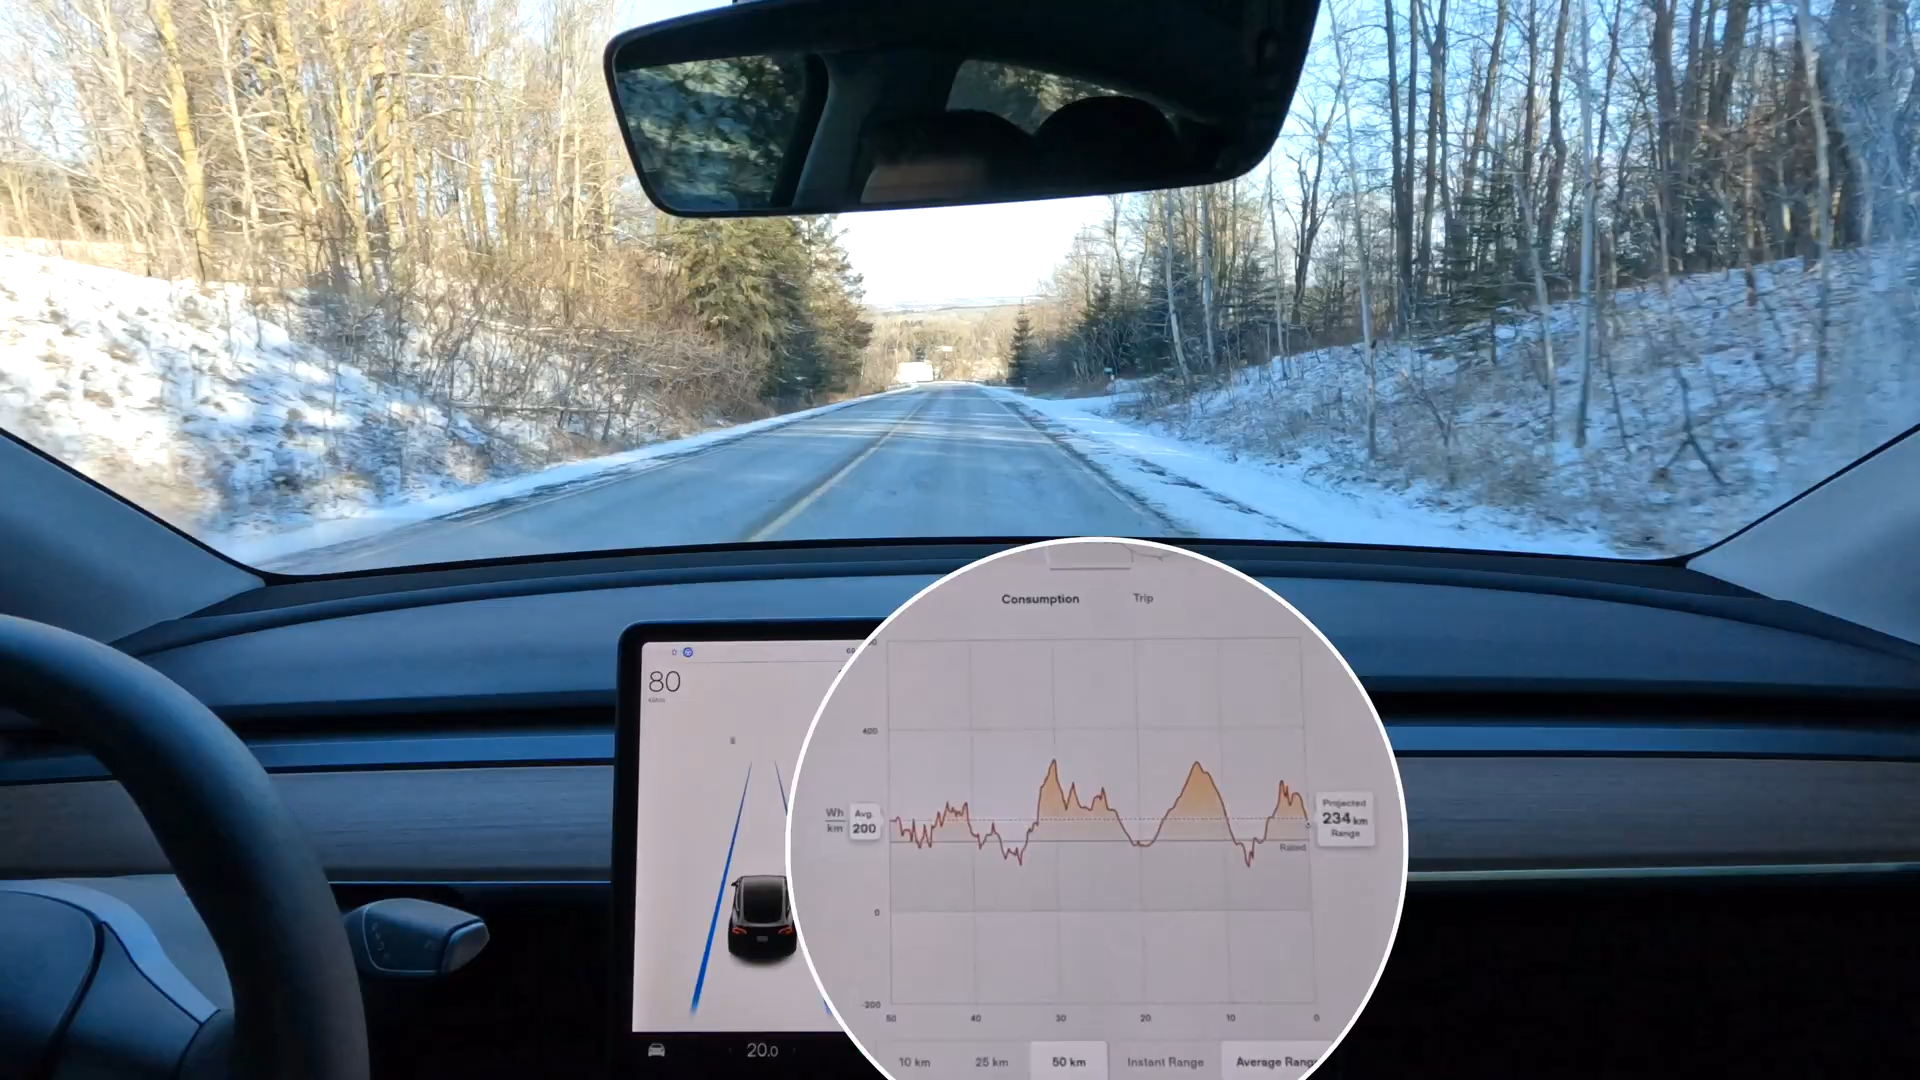 80
Consumption Trip
400
Wh
km
Avg.
200
Projected
234 km
Range
Rated
0
-200
50 40 30 20 10 0
10 km 25 km 50 km Instant Range Average Rang
20.0